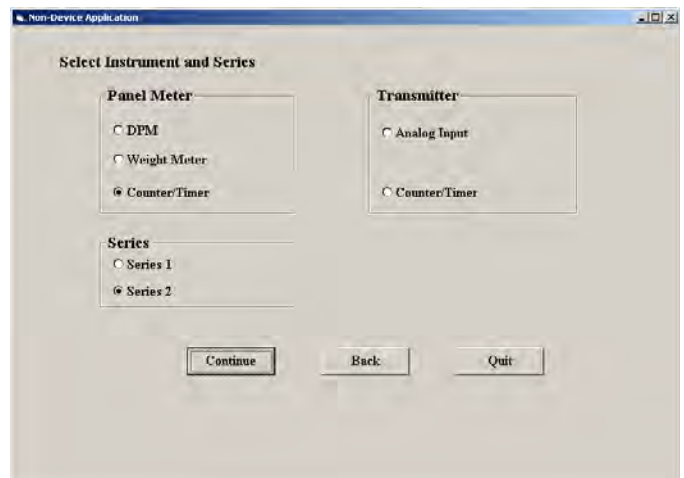 Non-Device Application
Select Instrument and Series
Panel Meter
DPM
Weight Meter
Counter/Timer
Transmitter
Analog Input
Counter/Timer
Series
Series 1
Series 2
Continue
Back
Quit